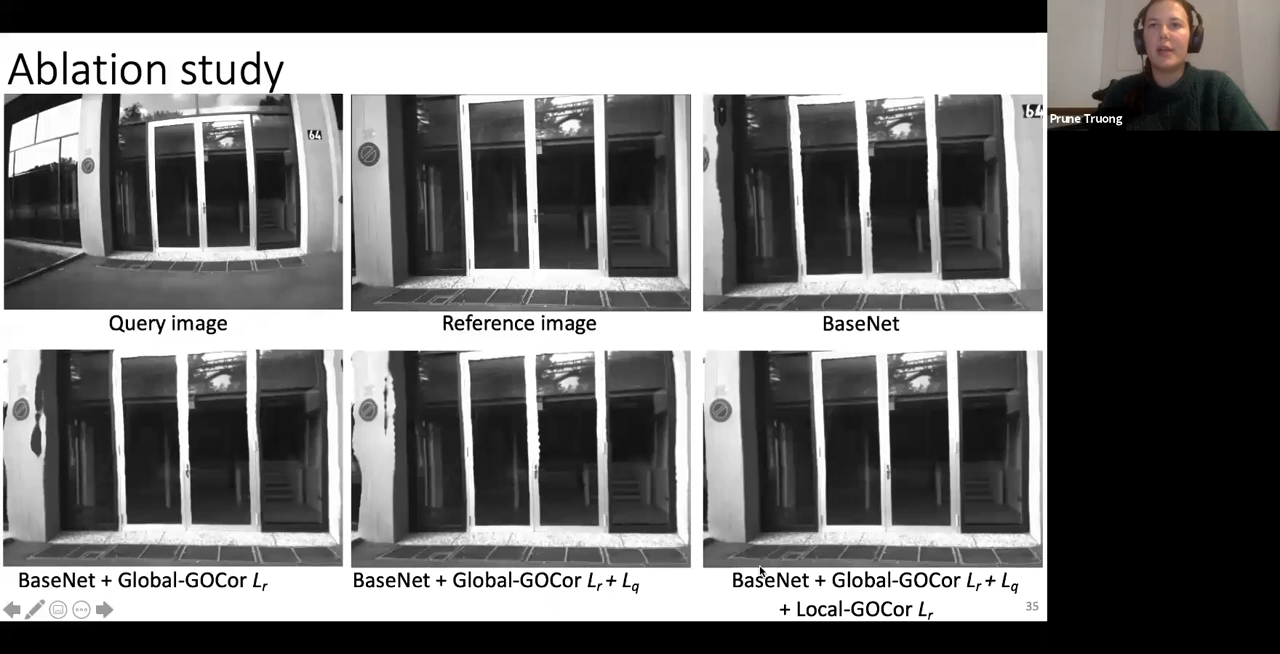 Ablation study
Prune Truong
64
64
Query image
Reference image
BaseNet
BaseNet + Global-GOCor Lr
BaseNet + Global-GOCor Lr + Lq
BaseNet + Global-GOCor Lr + Lq
+ Local-GOCor Lr
35